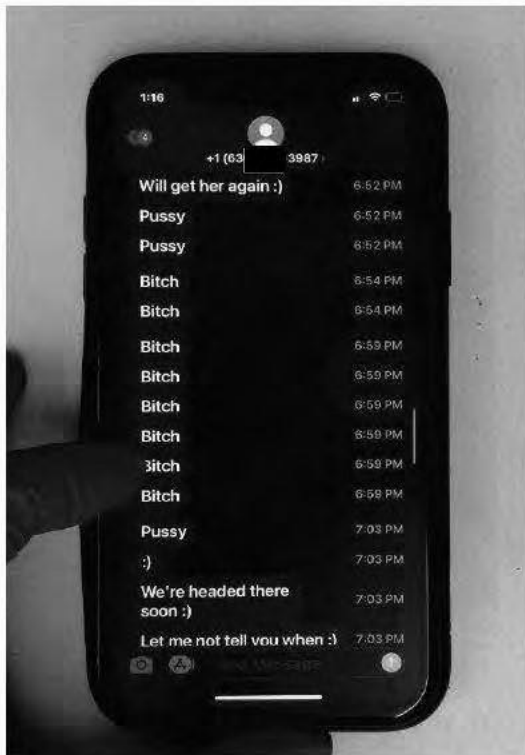 1:16
4
+1 (63 3987 ›
Will get her again :) 6:52 PM
Pussy 6:52 PM
Pussy 6:52 PM
Bitch 6:54 PM
Bitch 6:54 PM
Bitch 6:59 PM
Bitch 6:59 PM
Bitch 6:59 PM
Bitch 6:59 PM
Bitch 6:59 PM
Bitch 6:59 PM
Pussy 7:03 PM
:) 7:03 PM
We're headed there
soon :) 7:03 PM
Let me not tell you when :) 7:03 PM
Text Message